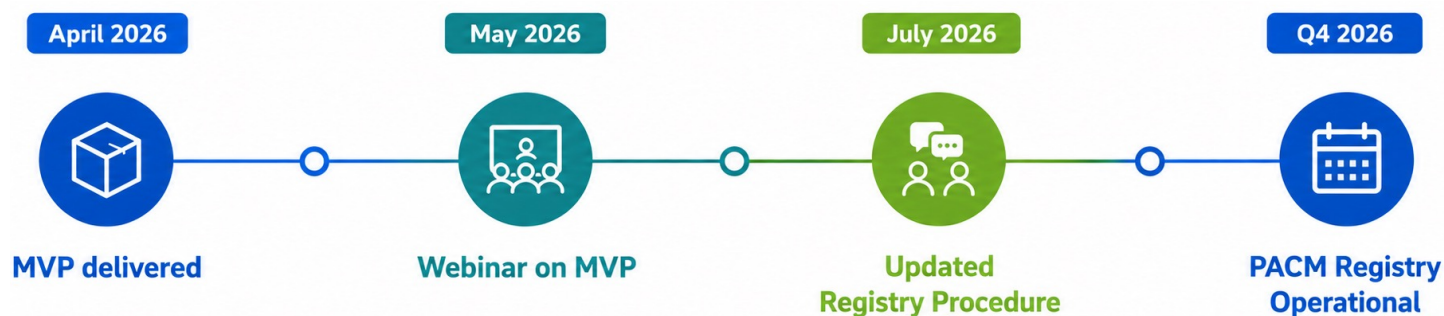 April 2026
May 2026
July 2026
Q4 2026
MVP delivered
Webinar on MVP
Updated
Registry Procedure
PACM Registry
Operational